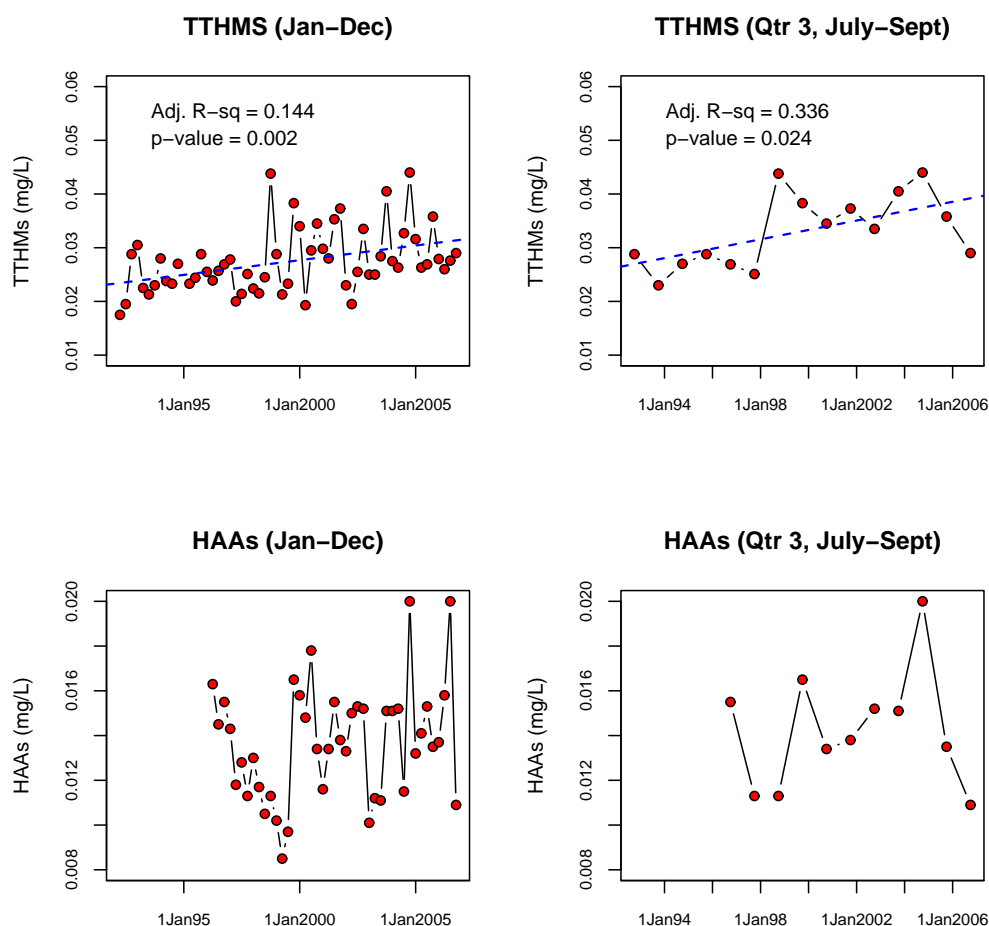 TTHMS (Jan−Dec)
TTHMs (mg/L)
0.06
0.05
0.04
0.03
0.02
0.01
Adj. R−sq = 0.144
p−value = 0.002
1Jan95
1Jan2000
1Jan2005
TTHMS (Qtr 3, July−Sept)
TTHMs (mg/L)
0.06
0.05
0.04
0.03
0.02
0.01
Adj. R−sq = 0.336
p−value = 0.024
1Jan94
1Jan98
1Jan2002
1Jan2006
HAAs (Jan−Dec)
HAAs (mg/L)
0.020
0.016
0.012
0.008
1Jan95
1Jan2000
1Jan2005
HAAs (Qtr 3, July−Sept)
HAAs (mg/L)
0.020
0.016
0.012
0.008
1Jan94
1Jan98
1Jan2002
1Jan2006